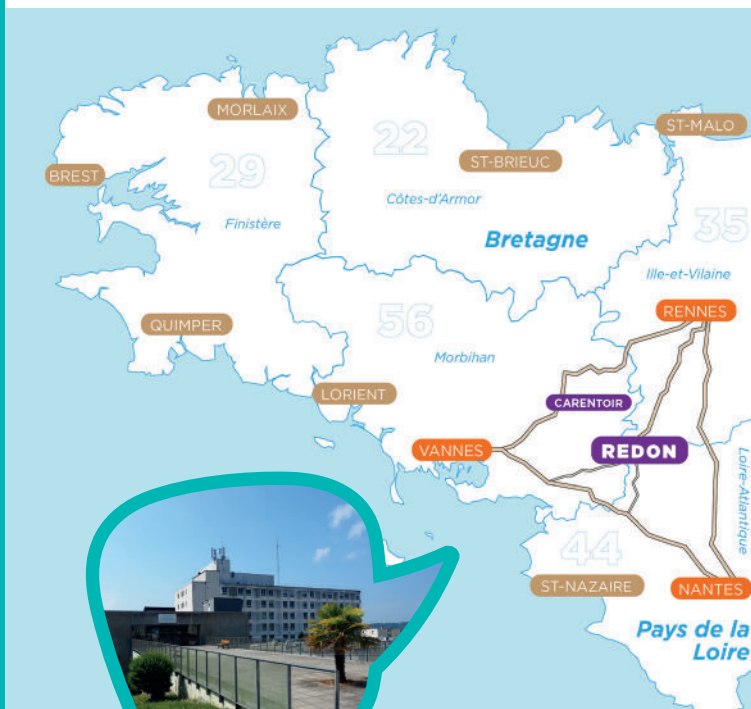 MORLAIX
ST-MALO
22
BREST
29
ST-BRIEUC
Côtes-d'Armor
Finistère
Bretagne
35
Ille-et-Vilaine
QUIMPER
56
RENNES
Morbihan
LORIENT
CARENTOIR
VANNES
REDON
Loire-Atlantique
44
ST-NAZAIRE
NANTES
Pays de la
Loire